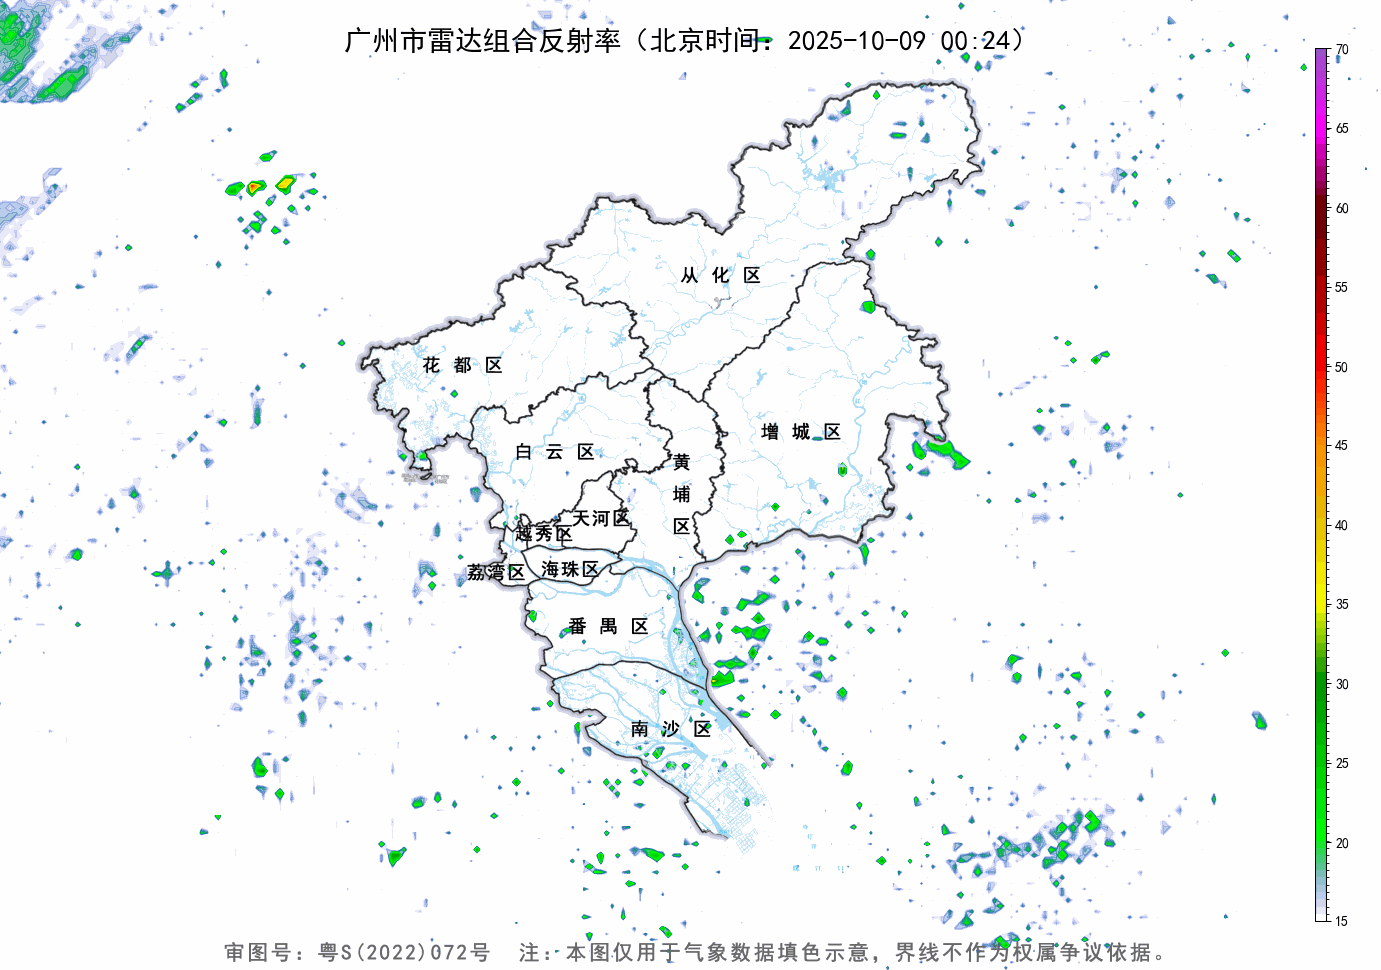 广州市雷达组合反射率（北京时间：2025-10-09 00:24）
70
65
60
55
50
45
40
35
30
25
20
15
从化区
花都区
增城区
白云区
黄埔区
天河区
越秀区
荔湾区
海珠区
番禺区
南沙区
审图号：粤S(2022)072号 注：本图仅用于气象数据填色示意，界线不作为权属争议依据。